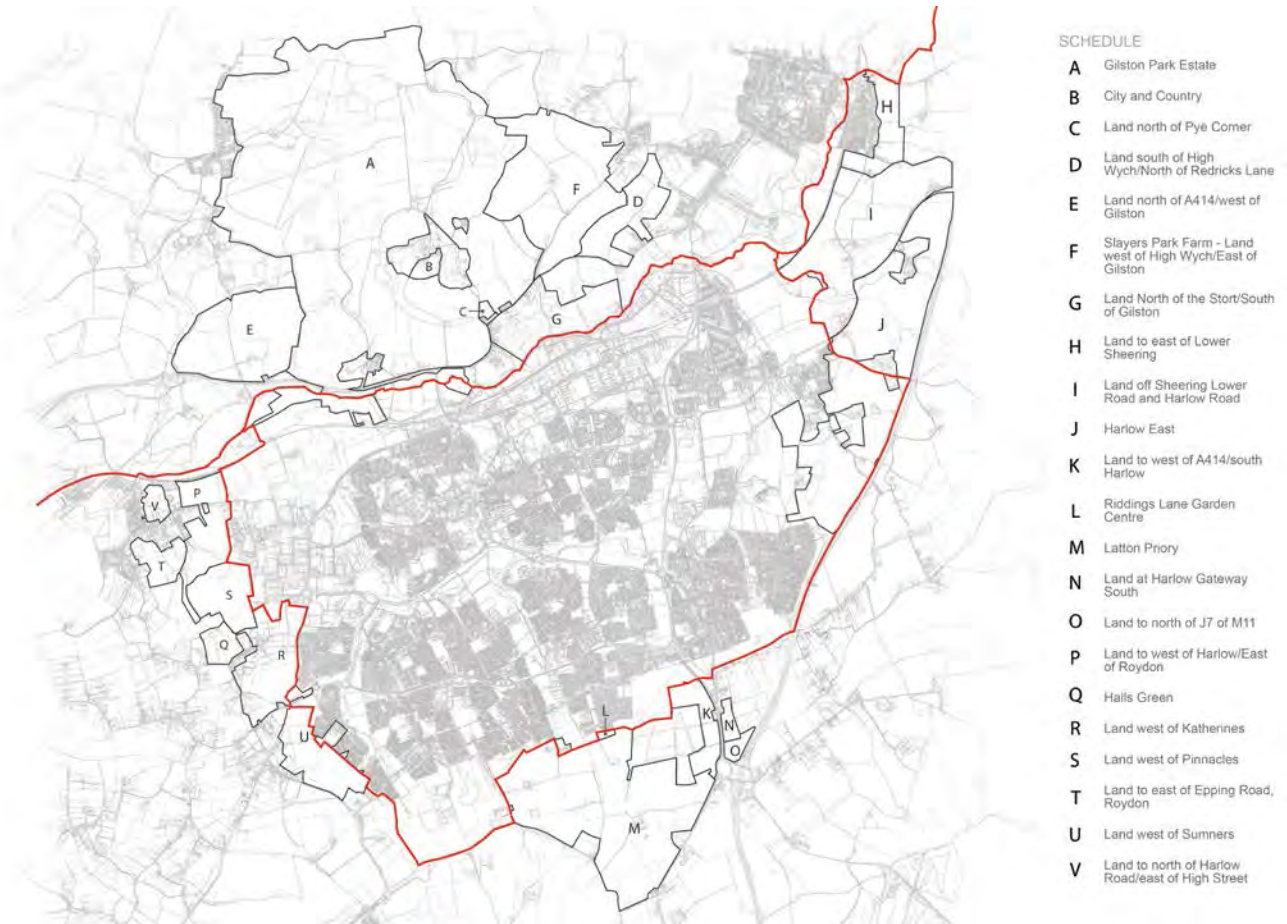 SCHEDULE
A Gilston Park Estate
B City and Country
C Land north of Pye Corner
D Land south of High
Wych/North of Redricks Lane
E Land north of A414/west of
Gilston
F Slayers Park Farm - Land
west of High Wych/East of
Gilston
G Land North of the Stort/South
of Gilston
H Land to east of Lower
Sheering
I Land off Sheering Lower
Road and Harlow Road
J Harlow East
K Land to west of A414/south
Harlow
L Riddings Lane Garden
Centre
M Latton Priory
N Land at Harlow Gateway
South
O Land to north of J7 of M11
P Land to west of Harlow/East
of Roydon
Q Halls Green
R Land west of Katherines
S Land west of Pinnacles
T Land to east of Epping Road,
Roydon
U Land west of Sumners
V Land to north of Harlow
Road/east of High Street
H
A
F
D
I
B
C
G
E
J
P
V
T
S
Q
R
L
K
N
U
O
M